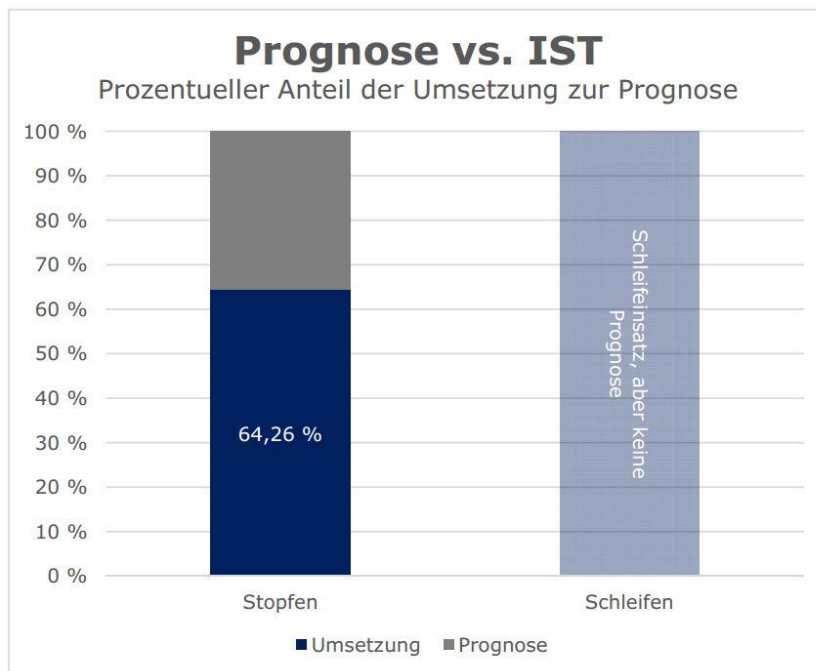 Prognose vs. IST
Prozentueller Anteil der Umsetzung zur Prognose
100 %
90 %
80 %
70 %
60 %
50 %
40 %
30 %
20 %
10 %
0 %
64,26 %
Schleifeinsatz, aber keine
Prognose
Stopfen
Schleifen
Umsetzung
Prognose